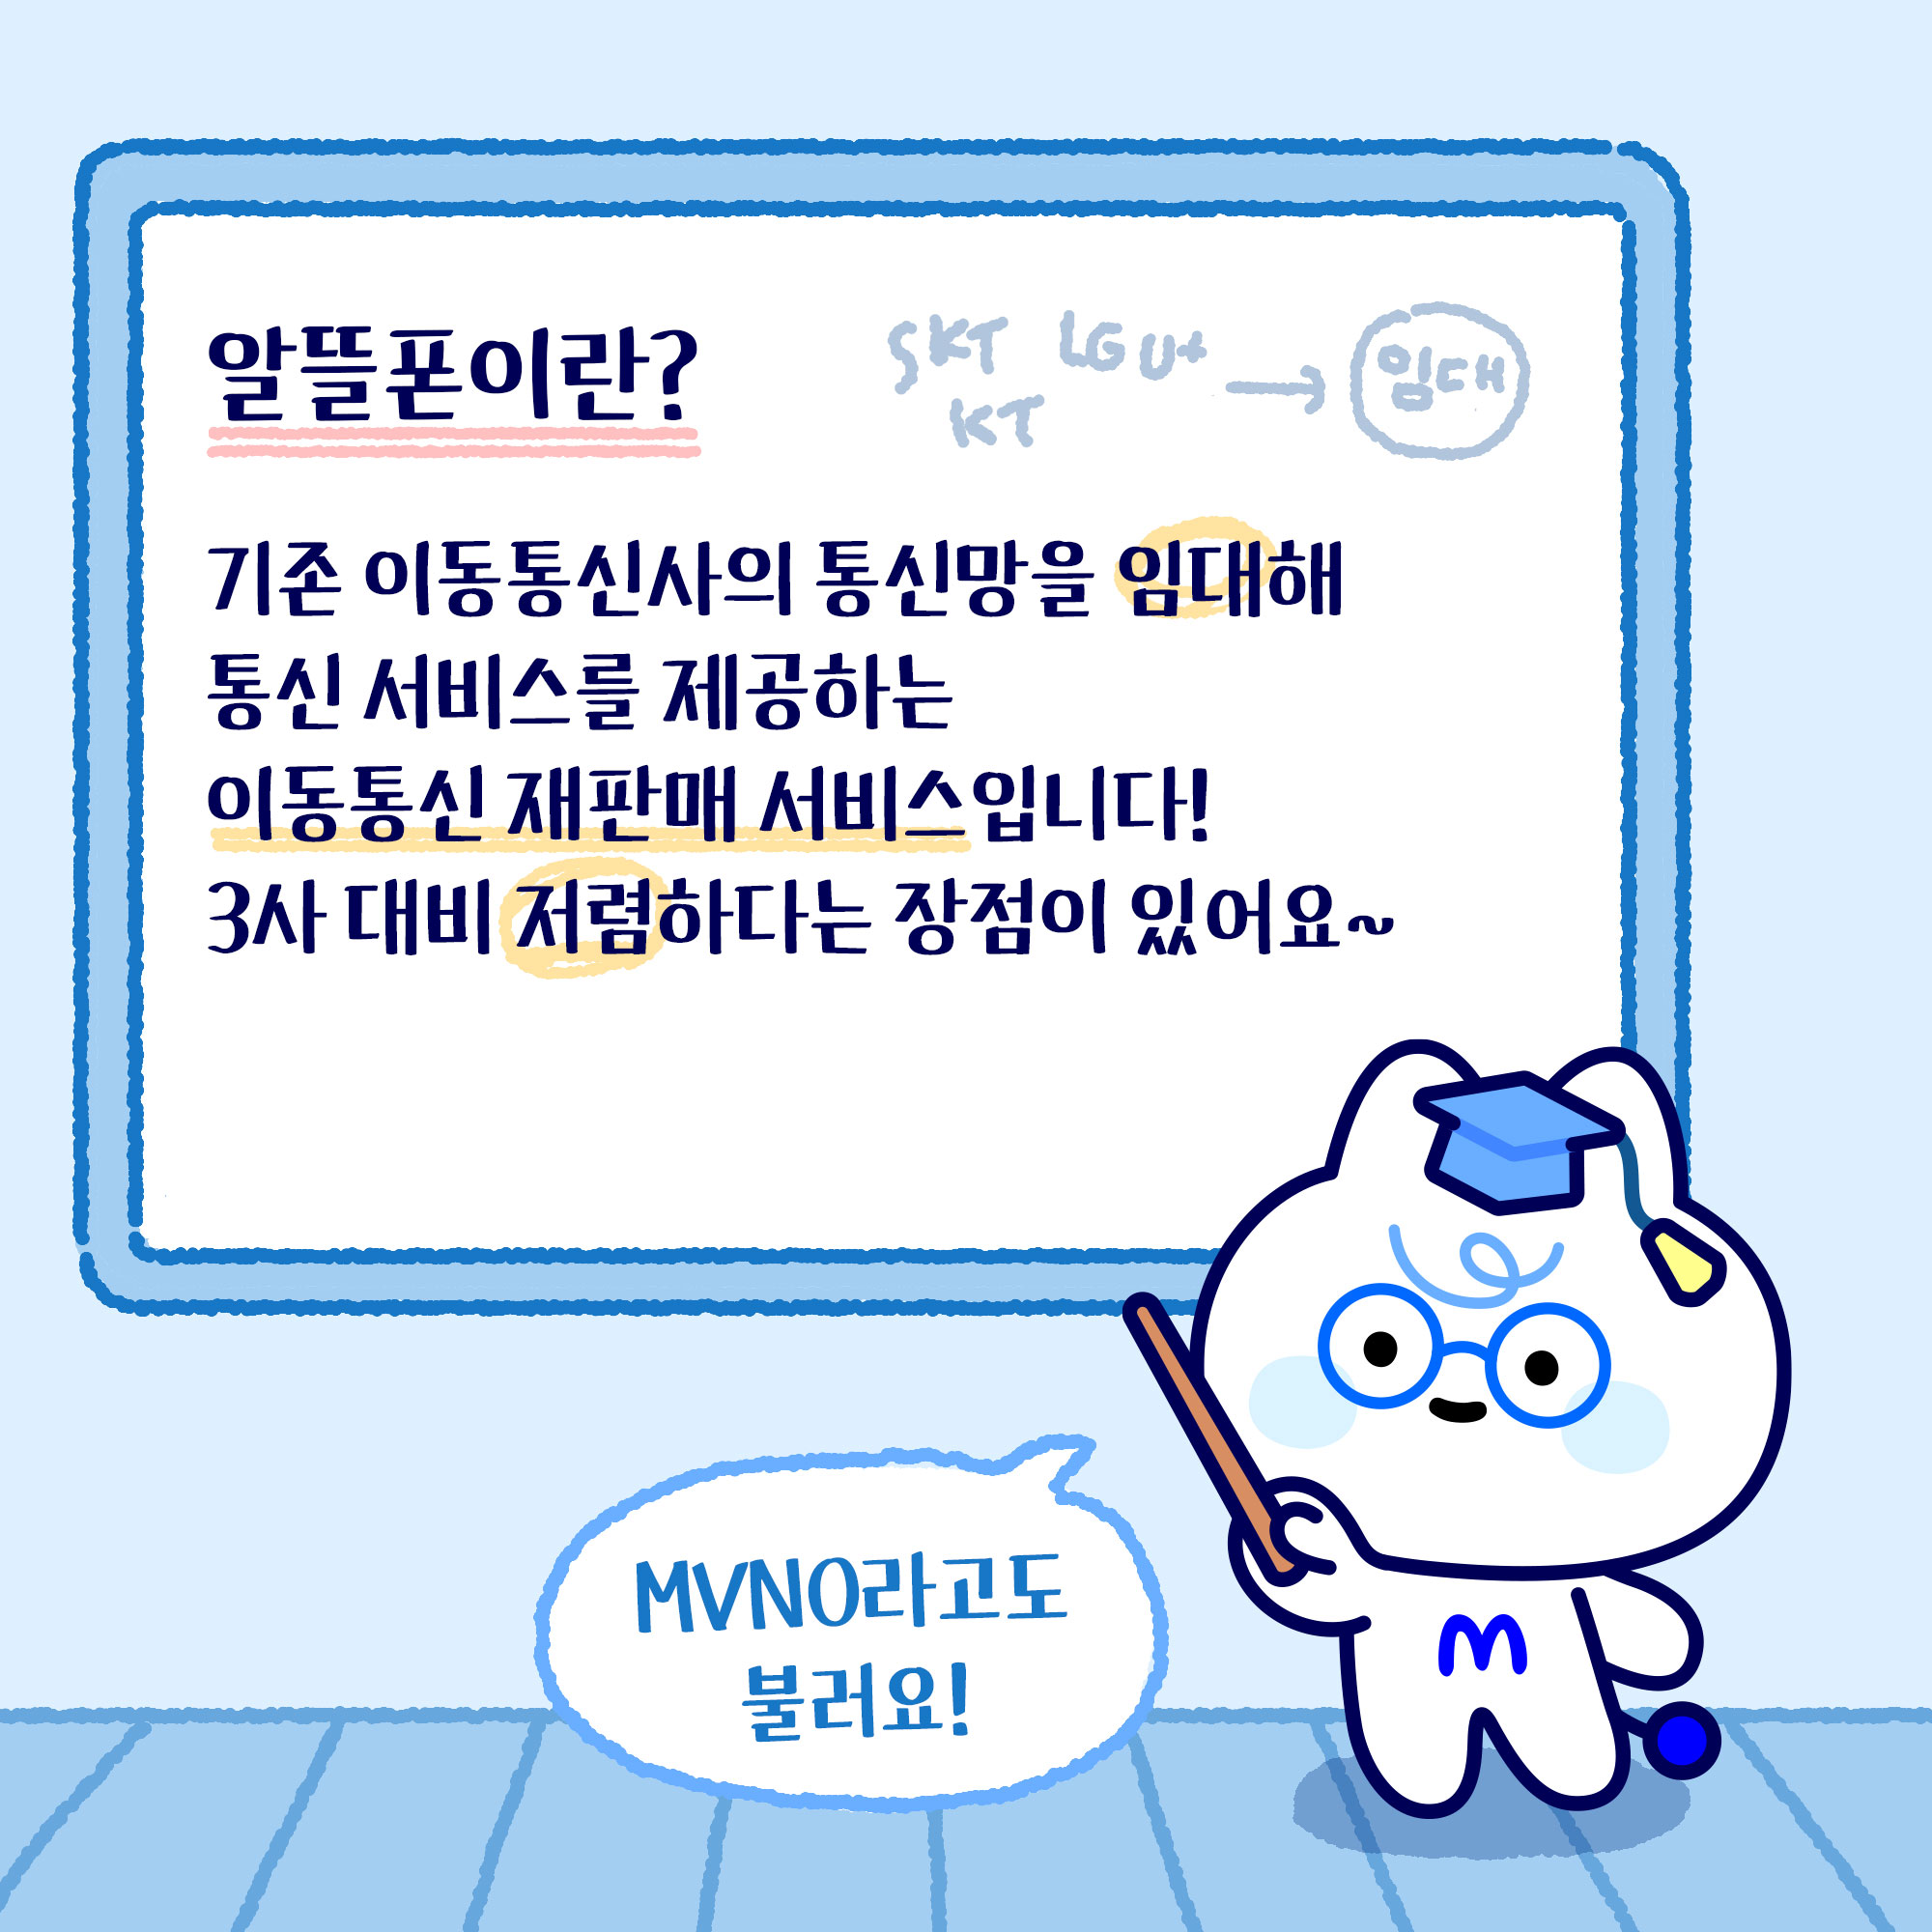 알뜰폰이란?
SKT LGU+ → 임대
KT
기존 이동통신사의 통신망을 임대해
통신 서비스를 제공하는
이동통신 재판매 서비스입니다!
3사 대비 저렴하다는 장점이 있어요~
MVNO라고도
불러요!
m